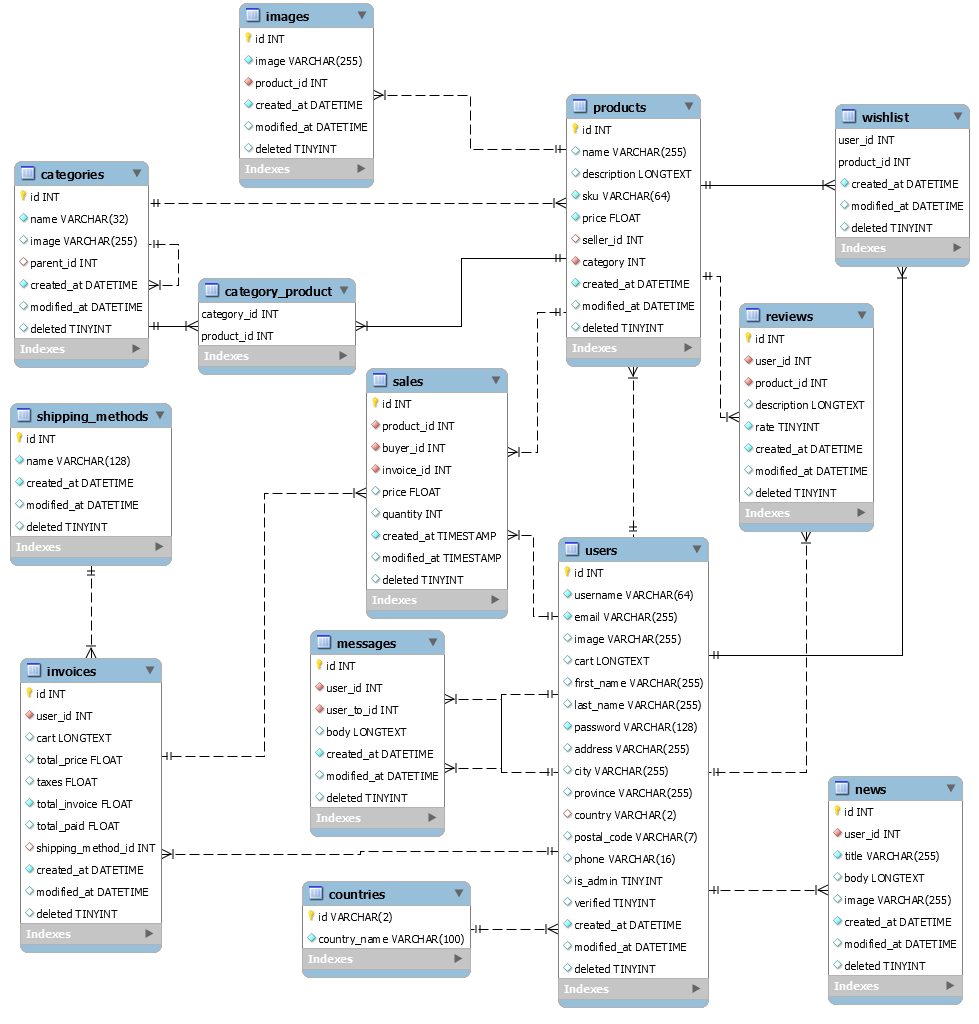 images
id INT
image VARCHAR(255)
product_id INT
created_at DATETIME
modified_at DATETIME
deleted TINYINT
Indexes
products
id INT
name VARCHAR(255)
description LONGTEXT
sku VARCHAR(64)
price FLOAT
seller_id INT
category INT
created_at DATETIME
modified_at DATETIME
deleted TINYINT
Indexes
wishlist
user_id INT
product_id INT
created_at DATETIME
modified_at DATETIME
deleted TINYINT
Indexes
categories
id INT
name VARCHAR(32)
image VARCHAR(255)
parent_id INT
created_at DATETIME
modified_at DATETIME
deleted TINYINT
Indexes
category_product
category_id INT
product_id INT
Indexes
reviews
id INT
user_id INT
product_id INT
description LONGTEXT
rate TINYINT
created_at DATETIME
modified_at DATETIME
deleted TINYINT
Indexes
sales
id INT
product_id INT
buyer_id INT
invoice_id INT
price FLOAT
quantity INT
created_at TIMESTAMP
modified_at TIMESTAMP
deleted TINYINT
Indexes
shipping_methods
id INT
name VARCHAR(128)
created_at DATETIME
modified_at DATETIME
deleted TINYINT
Indexes
users
id INT
username VARCHAR(64)
email VARCHAR(255)
image VARCHAR(255)
cart LONGTEXT
first_name VARCHAR(255)
last_name VARCHAR(255)
password VARCHAR(128)
address VARCHAR(255)
city VARCHAR(255)
province VARCHAR(255)
country VARCHAR(2)
postal_code VARCHAR(7)
phone VARCHAR(16)
is_admin TINYINT
verified TINYINT
created_at DATETIME
modified_at DATETIME
deleted TINYINT
Indexes
messages
id INT
user_id INT
user_to_id INT
body LONGTEXT
created_at DATETIME
modified_at DATETIME
deleted TINYINT
Indexes
invoices
id INT
user_id INT
cart LONGTEXT
total_price FLOAT
taxes FLOAT
total_invoice FLOAT
total_paid FLOAT
shipping_method_id INT
created_at DATETIME
modified_at DATETIME
deleted TINYINT
Indexes
news
id INT
user_id INT
title VARCHAR(255)
body LONGTEXT
image VARCHAR(255)
created_at DATETIME
modified_at DATETIME
deleted TINYINT
Indexes
countries
id VARCHAR(2)
country_name VARCHAR(100)
Indexes